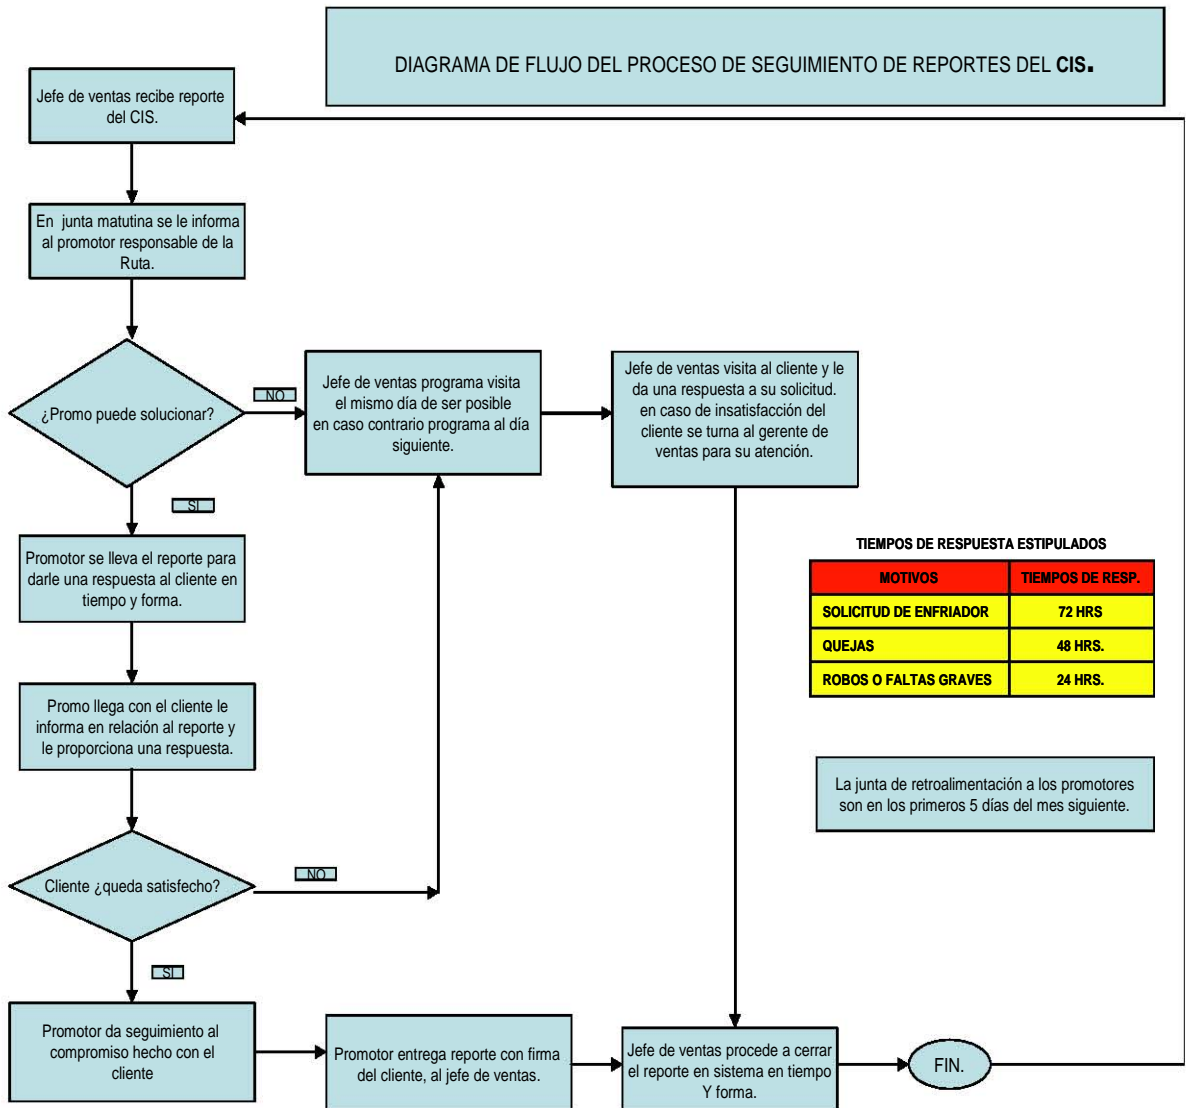 DIAGRAMA DE FLUJO DEL PROCESO DE SEGUIMIENTO DE REPORTES DEL CIS.
Jefe de ventas recibe reporte
del CIS.
En junta matutina se le informa
al promotor responsable de la
Ruta.
¿Promo puede solucionar?
NO
Jefe de ventas programa visita
el mismo día de ser posible
en caso contrario programa al día
siguiente.
Jefe de ventas visita al cliente y le
da una respuesta a su solicitud.
en caso de insatisfacción del
cliente se turna al gerente de
ventas para su atención.
SI
Promotor se lleva el reporte para
darle una respuesta al cliente en
tiempo y forma.
Promo llega con el cliente le
informa en relación al reporte y
le proporciona una respuesta.
TIEMPOS DE RESPUESTA ESTIPULADOS
MOTIVOS TIEMPOS DE RESP.
SOLICITUD DE ENFRIADOR 72 HRS
QUEJAS 48 HRS.
ROBOS O FALTAS GRAVES 24 HRS.
La junta de retroalimentación a los promotores
son en los primeros 5 días del mes siguiente.
Cliente ¿queda satisfecho?
NO
SI
Promotor da seguimiento al
compromiso hecho con el
cliente
Promotor entrega reporte con firma
del cliente, al jefe de ventas.
Jefe de ventas procede a cerrar
el reporte en sistema en tiempo
Y forma.
FIN.